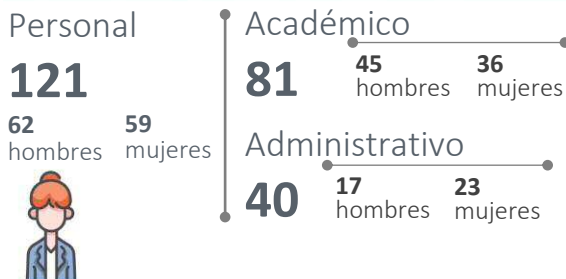 Personal
121
62 59
hombres mujeres
Académico
81
45 36
hombres mujeres
Administrativo
40
17 23
hombres mujeres